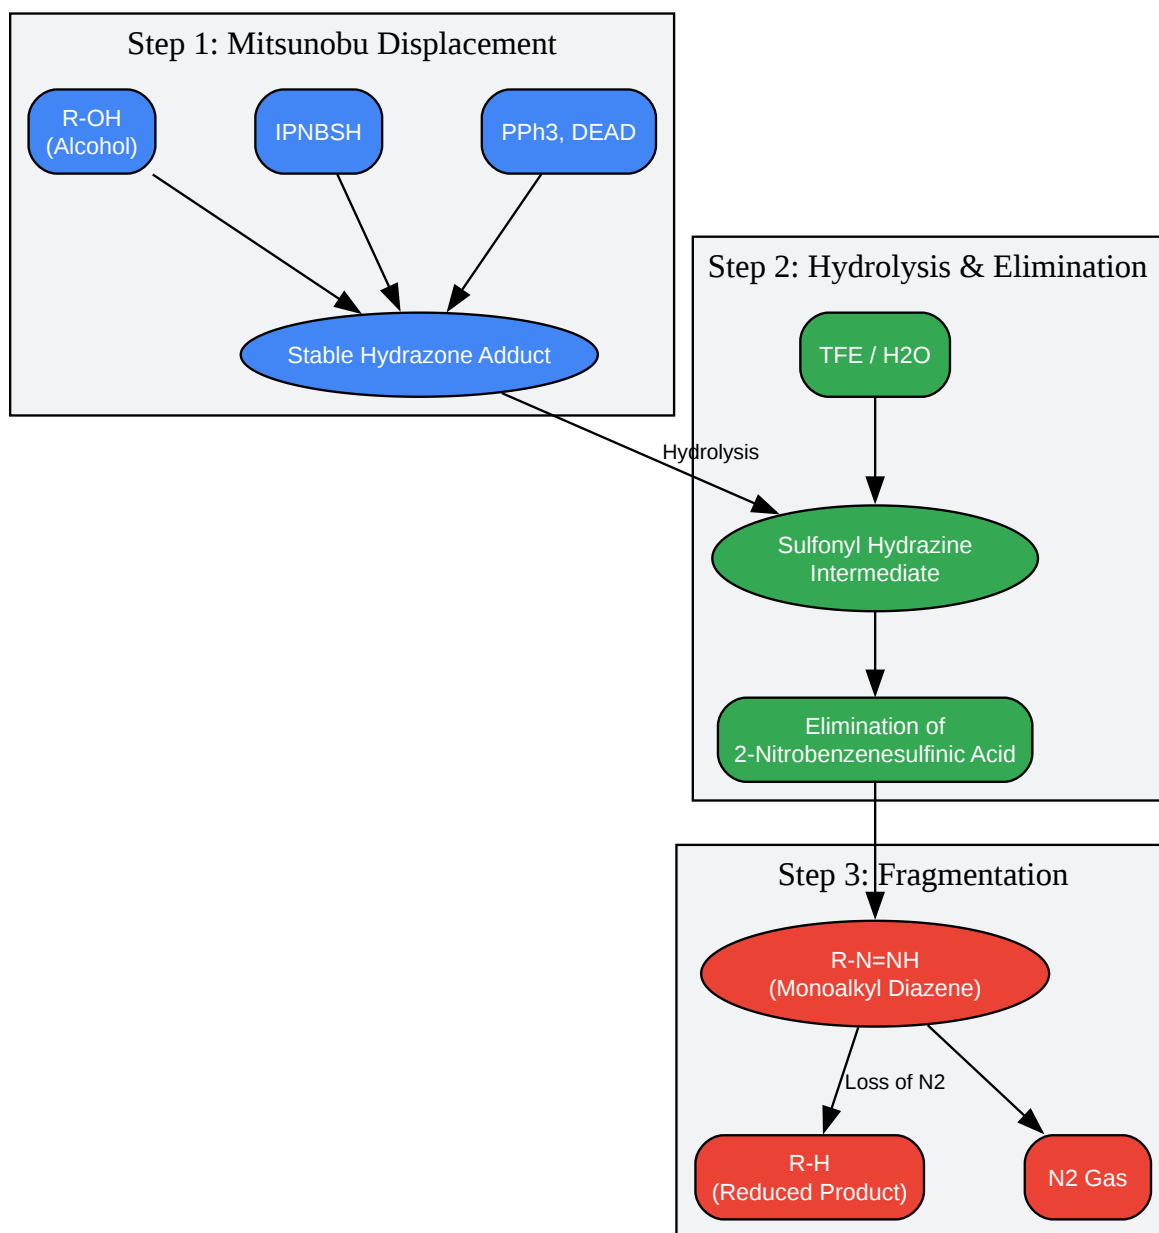 Step 1: Mitsunobu Displacement
R-OH
(Alcohol)
IPNBSH
PPh3, DEAD
Stable Hydrazone Adduct
Hydrolysis
Step 2: Hydrolysis & Elimination
TFE / H2O
Sulfonyl Hydrazine
Intermediate
Elimination of
2-Nitrobenzenesulfinic Acid
Step 3: Fragmentation
R-N=NH
(Monoalkyl Diazene)
Loss of N2
R-H
(Reduced Product)
N2 Gas